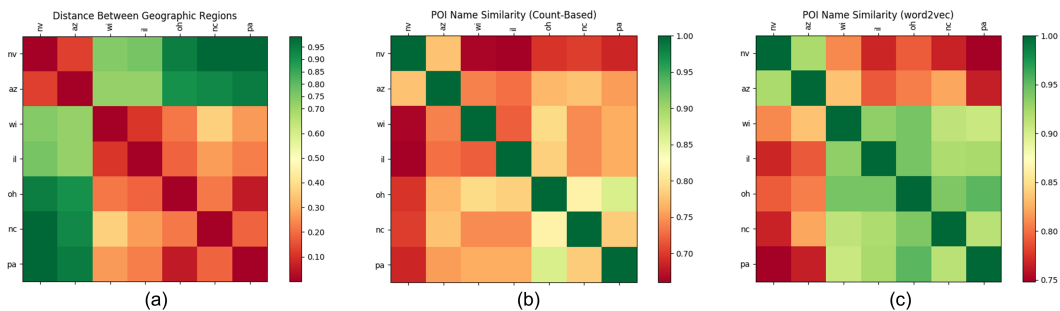 Distance Between Geographic Regions
nv az wi il oh nc pa
nv
az
wi
il
oh
nc
pa
0.95
0.90
0.80
0.70
0.60
0.50
0.40
0.30
0.20
0.10
(a)
POI Name Similarity (Count-Based)
nv az wi il oh nc pa
nv
az
wi
il
oh
nc
pa
1.00
0.95
0.90
0.85
0.80
0.75
0.70
(b)
POI Name Similarity (word2vec)
nv az wi il oh nc pa
nv
az
wi
il
oh
nc
pa
1.00
0.95
0.90
0.85
0.80
0.75
(c)